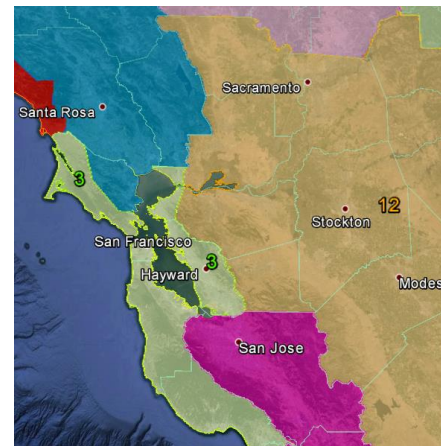 Sacramento
Santa Rosa
3
12
Stockton
San Francisco
3
Hayward
Modes
San Jose